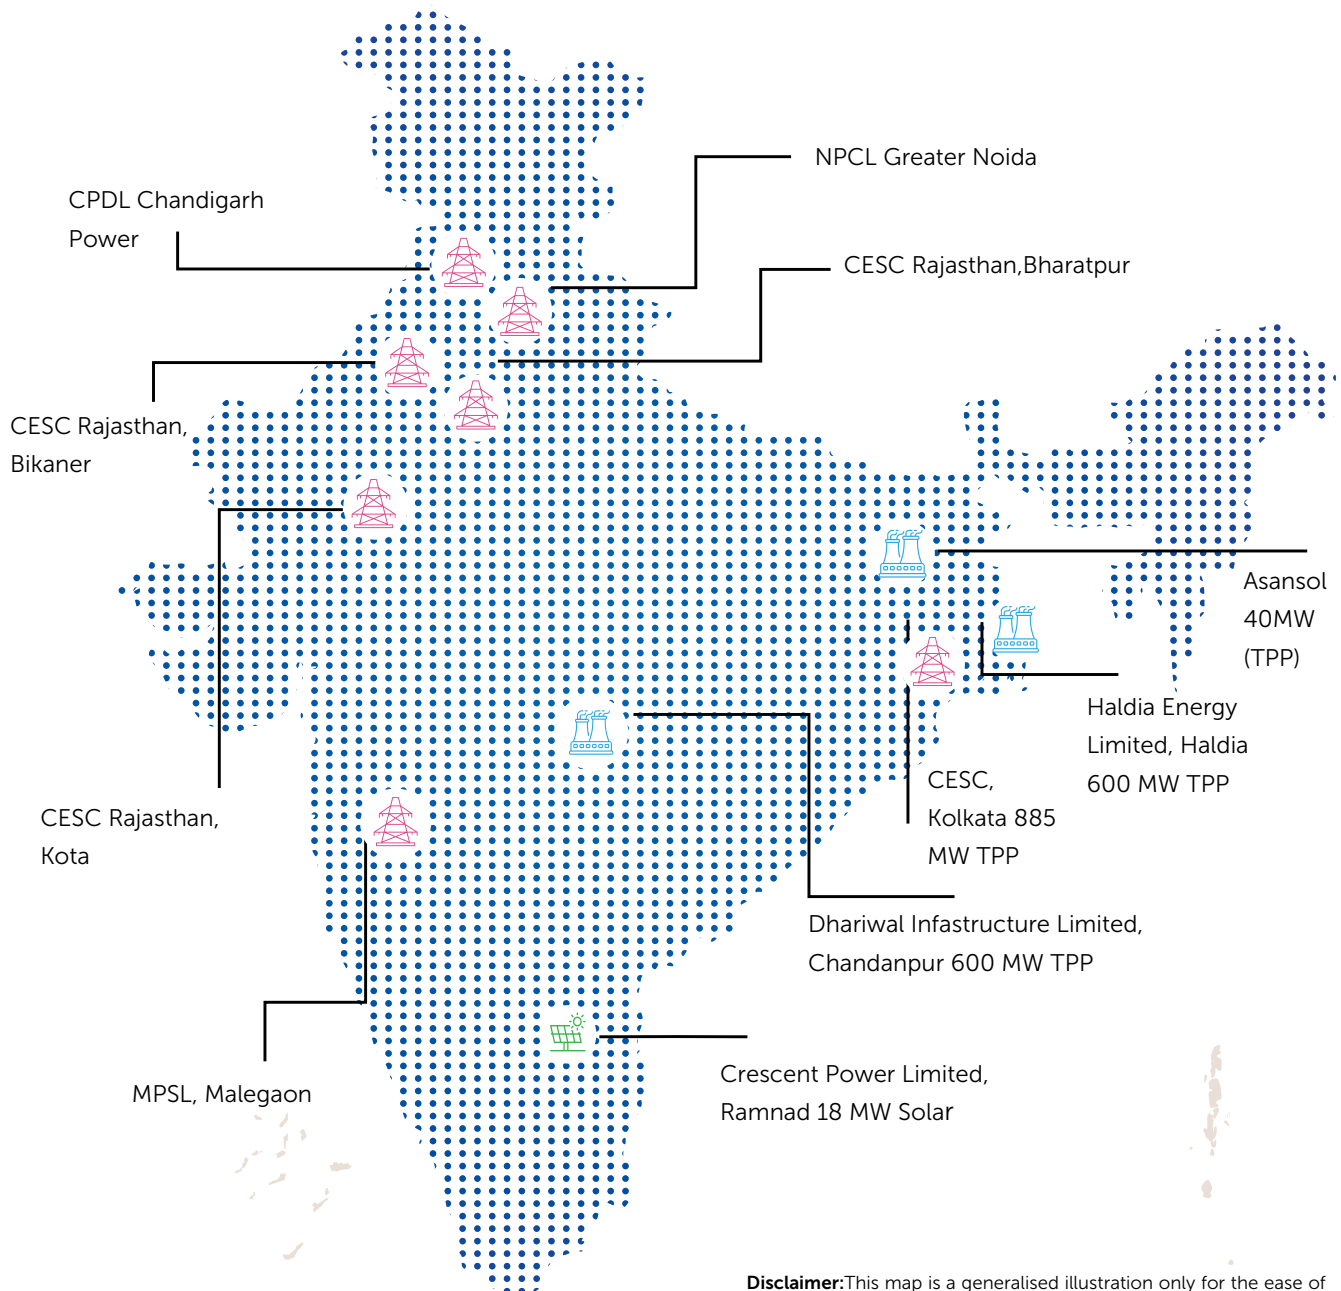 NPCL Greater Noida
CPDL Chandigarh
Power
CESC Rajasthan,Bharatpur
CESC Rajasthan,
Bikaner
Asansol
40MW
(TPP)
Haldia Energy
Limited, Haldia
600 MW TPP
CESC,
Kolkata 885
MW TPP
CESC Rajasthan,
Kota
Dhariwal Infastructure Limited,
Chandanpur 600 MW TPP
Crescent Power Limited,
Ramnad 18 MW Solar
MPSL, Malegaon
Disclaimer:This map is a generalised illustration only for the ease of